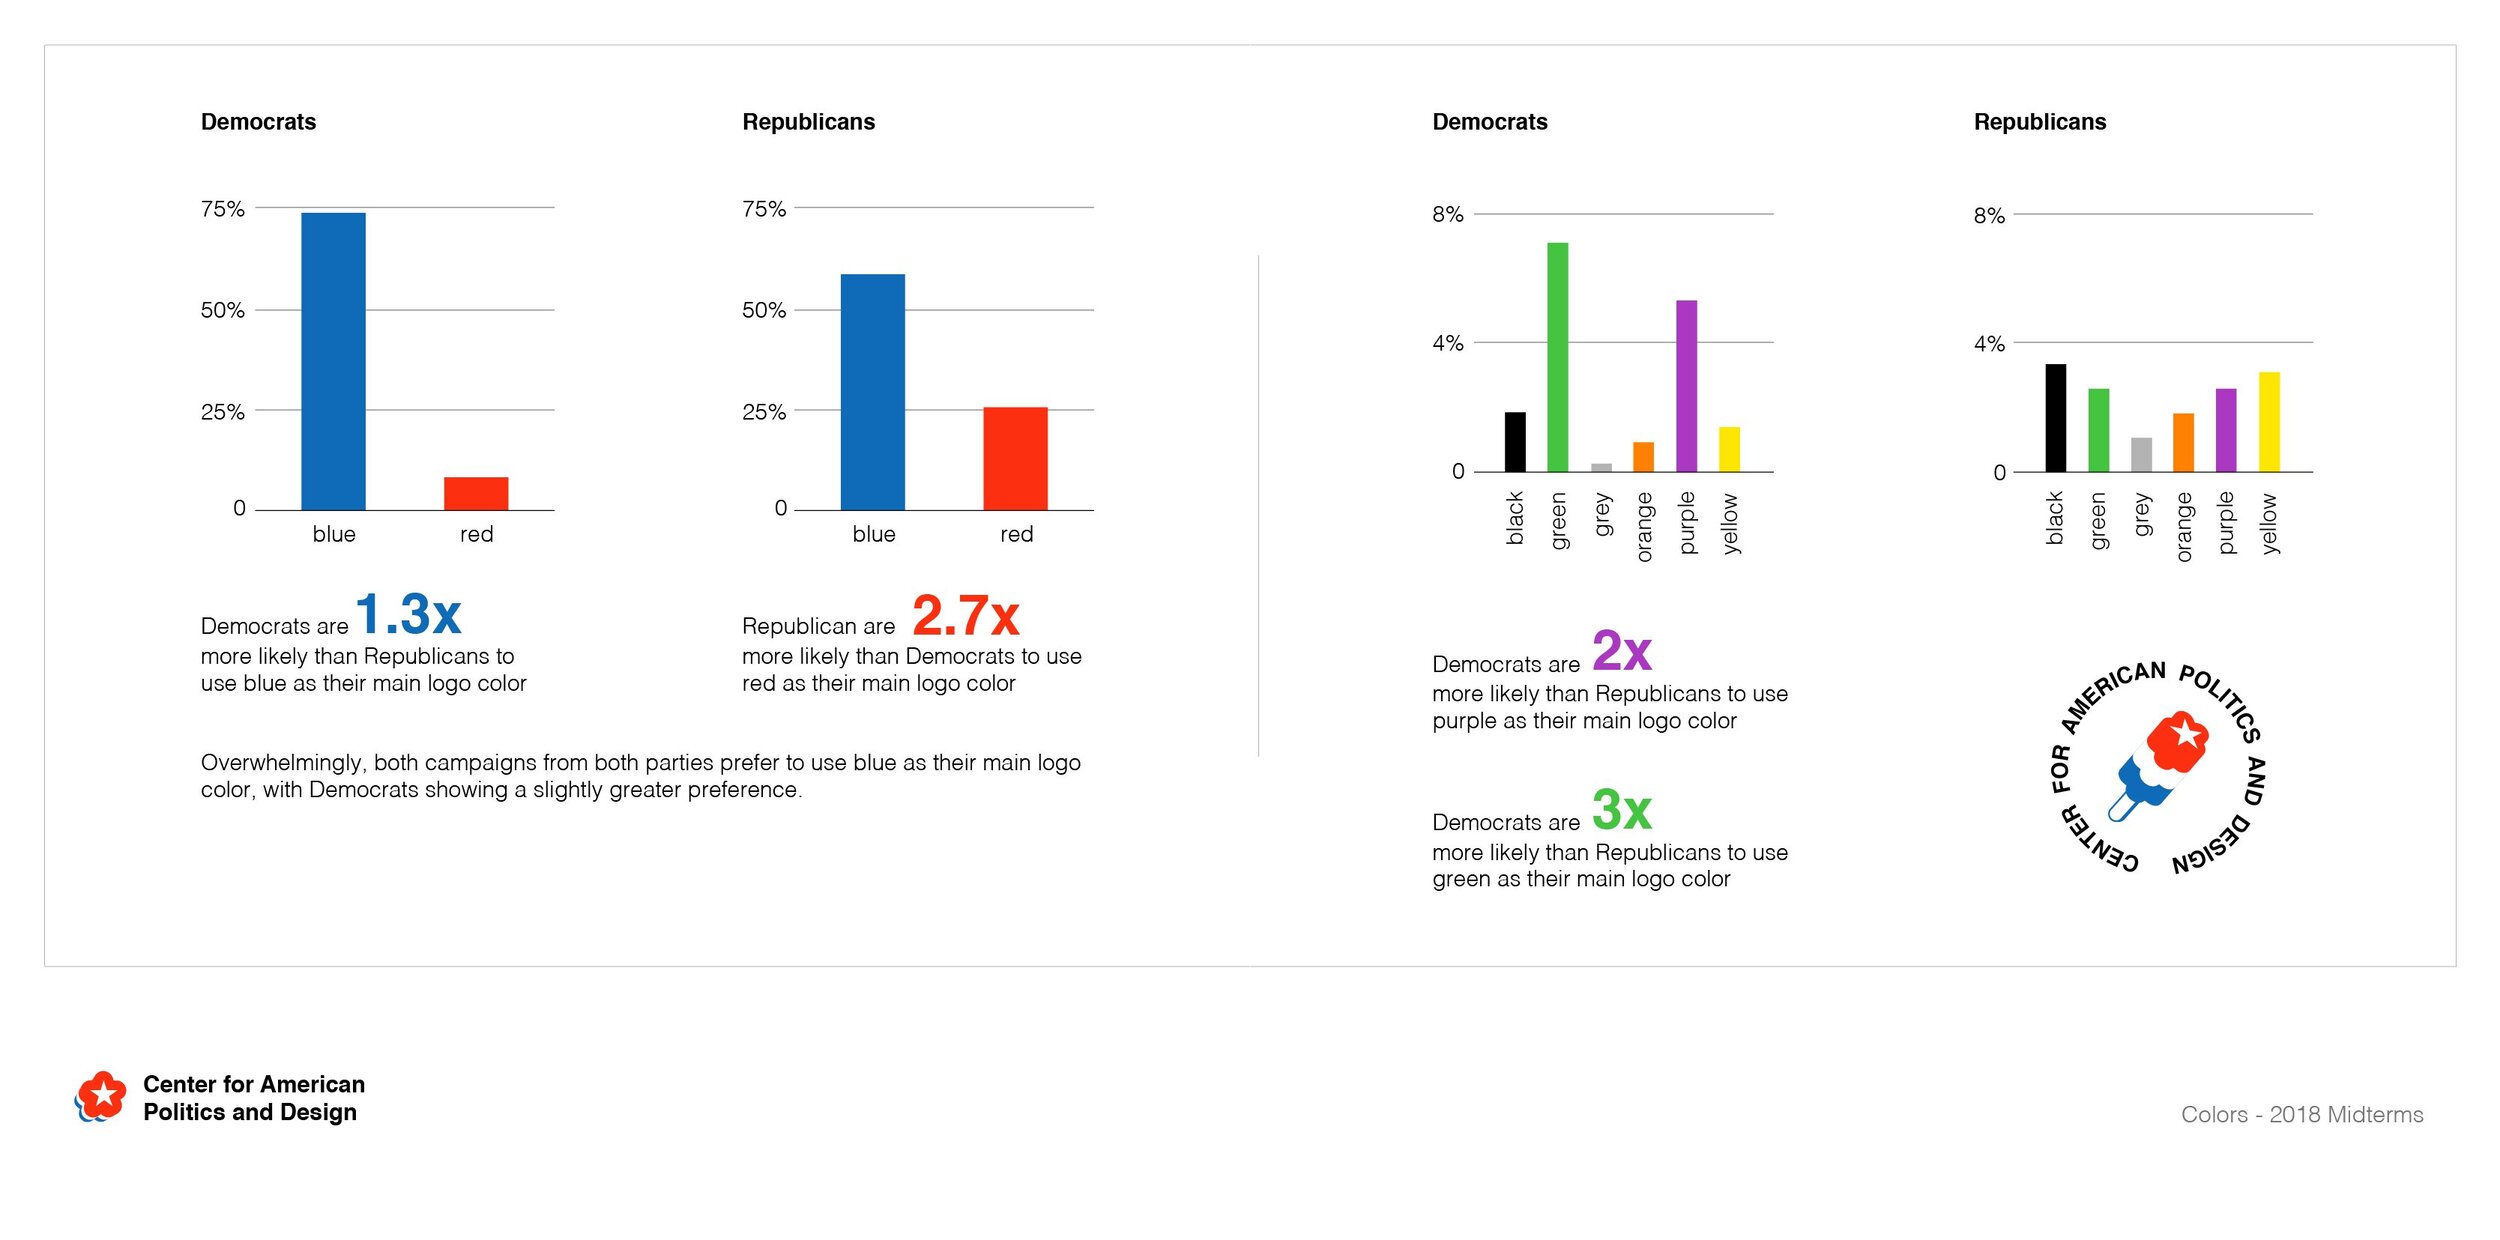 Democrats
75%
50%
25%
0
blue
red
Democrats are 1.3x
more likely than Republicans to
use blue as their main logo color
Republicans
75%
50%
25%
0
blue
red
Republican are 2.7x
more likely than Democrats to use
red as their main logo color
Overwhelmingly, both campaigns from both parties prefer to use blue as their main logo
color, with Democrats showing a slightly greater preference.
Democrats
8%
4%
0
black
green
grey
orange
purple
yellow
Democrats are 2x
more likely than Republicans to use
purple as their main logo color
Democrats are 3x
more likely than Republicans to use
green as their main logo color
Republicans
8%
4%
0
black
green
grey
orange
purple
yellow
CENTER FOR AMERICAN POLITICS AND DESIGN
Center for American
Politics and Design
Colors - 2018 Midterms